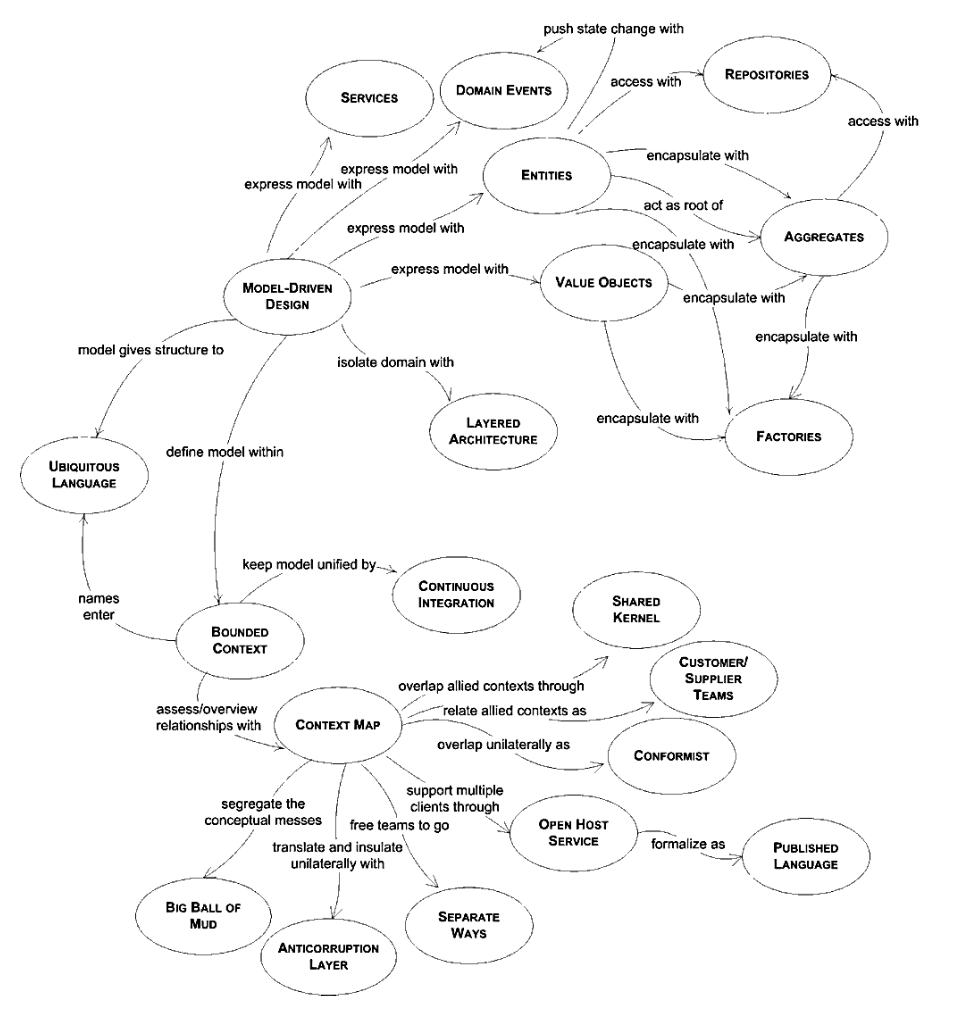 push state change with
SERVICES
DOMAIN EVENTS
access with
REPOSITORIES
access with
express model with
express model with
ENTITIES
encapsulate with
act as root of
express model with
encapsulate with
AGGREGATES
MODEL-DRIVEN
DESIGN
express model with
VALUE OBJECTS
encapsulate with
encapsulate with
model gives structure to
isolate domain with
encapsulate with
LAYERED
ARCHITECTURE
FACTORIES
define model within
UBIQUITOUS
LANGUAGE
keep model unified by
CONTINUOUS
INTEGRATION
names
enter
BOUNDED
CONTEXT
SHARED
KERNEL
overlap allied contexts through
CUSTOMER/
SUPPLIER
TEAMS
assess/overview
relationships with
CONTEXT MAP
relate allied contexts as
overlap unilaterally as
CONFORMIST
segregate the
conceptual messes
support multiple
clients through
free teams to go
translate and insulate
unilaterally with
OPEN HOST
SERVICE
formalize as
PUBLISHED
LANGUAGE
BIG BALL OF
MUD
SEPARATE
WAYS
ANTICORRUPTION
LAYER